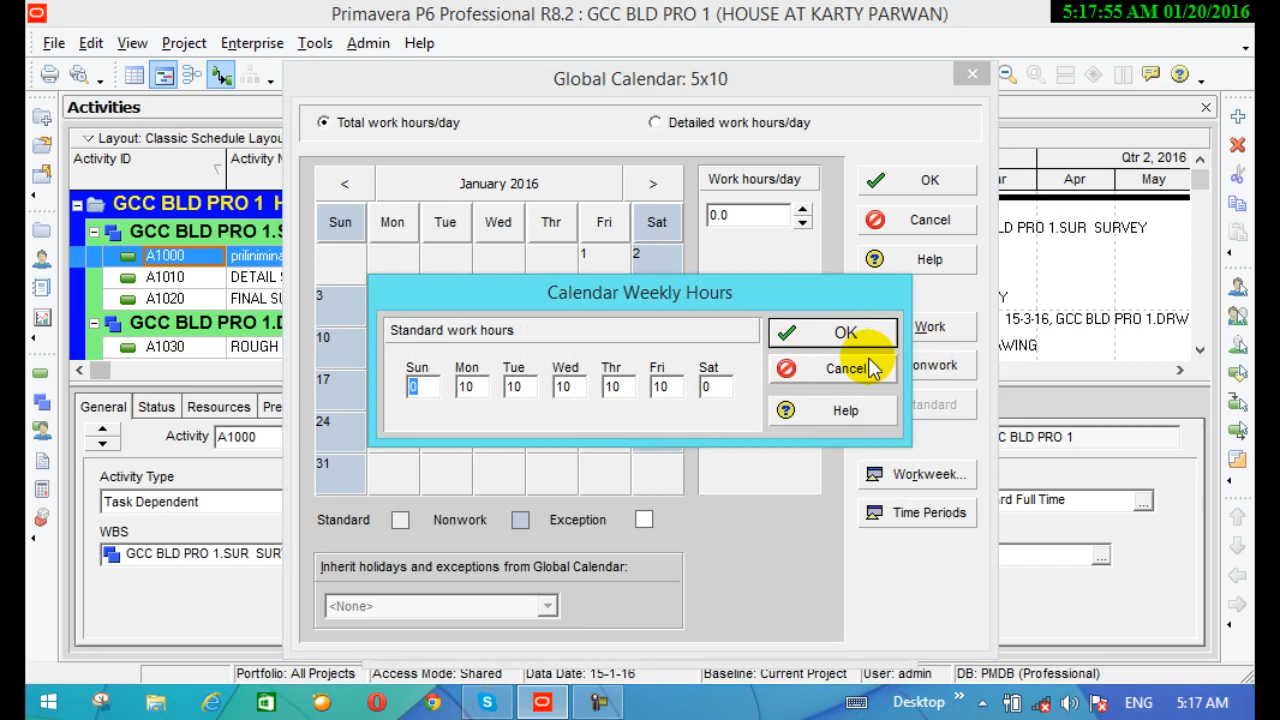 Primavera P6 Professional R8.2 : GCC BLD PRO 1 (HOUSE AT KARTY PARWAN)
5:17:55 AM 01/20/2016
File Edit View Project Enterprise Tools Admin Help
Global Calendar: 5x10
Activities
Total work hours/day
Detailed work hours/day
Layout: Classic Schedule Layou
Activity ID
Activity N
Qtr 2, 2016
Apr
May
< January 2016 >
Work hours/day
OK
GCC BLD PRO 1 H
0.0
Cancel
Sun Mon Tue Wed Thr Fri Sat
GCC BLD PRO 1.S
LD PRO 1.SUR SURVEY
A1000
1
2
Help
A1010
DETAIL S
A1020
FINAL SU
Calendar Weekly Hours
3
GCC BLD PRO 1.D
15-3-16, GCC BLD PRO 1.DRW
Standard work hours
OK
Work
10
A1030
ROUGH
AWING
Sun Mon Tue Wed Thr Fri Sat
Cancel
onwork
17
0 10 10 10 10 10 0
General Status Resources Pre
Help
tandard
24
Activity
A1000
C BLD PRO 1
31
Activity Type
Workweek...
Task Dependent
rd Full Time
...
Standard
Nonwork
Exception
Time Periods
WBS
GCC BLD PRO 1.SUR SUR
...
Inherit holidays and exceptions from Global Calendar:
<None>
Portfolio: All Projects
Access Mode: Shared
Data Date: 15-1-16
Baseline: Current Project
User: admin
DB: PMDB (Professional)
Desktop
ENG
5:17 AM